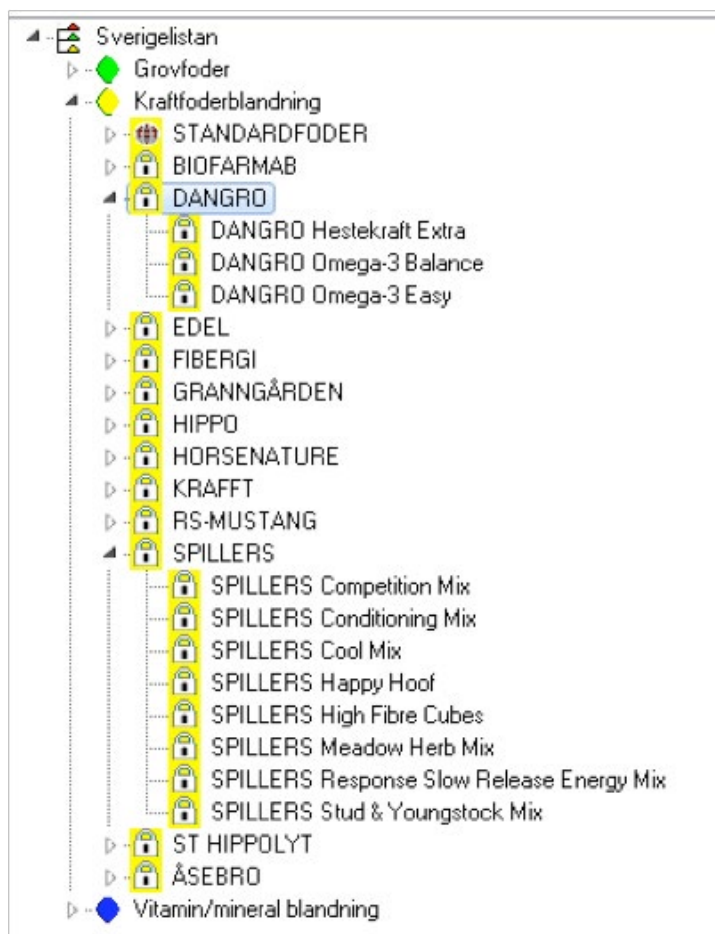 Sverigelistan
Grovfoder
Kraftfoderblandning
STANDARDFODER
BIOFARMAB
DANGRO
DANGRO Hestekraft Extra
DANGRO Omega-3 Balance
DANGRO Omega-3 Easy
EDEL
FIBERGI
GRANNGÅRDEN
HIPPO
HORSENATURE
KRAFFT
RS-MUSTANG
SPILLERS
SPILLERS Competition Mix
SPILLERS Conditioning Mix
SPILLERS Cool Mix
SPILLERS Happy Hoof
SPILLERS High Fibre Cubes
SPILLERS Meadow Herb Mix
SPILLERS Response Slow Release Energy Mix
SPILLERS Stud & Youngstock Mix
ST HIPPOLYT
ÅSEBRO
Vitamin/mineral blandning